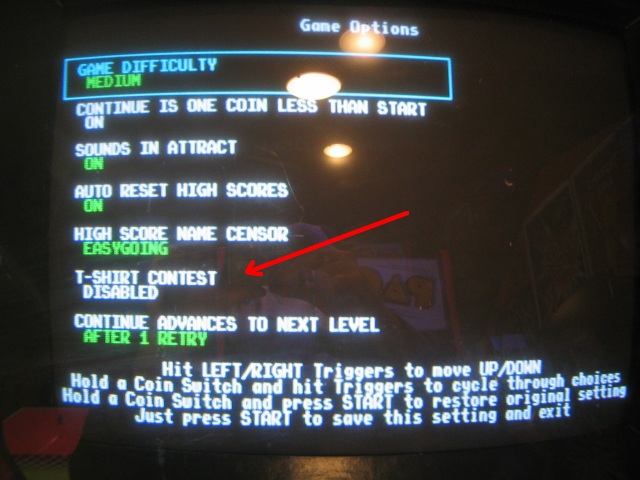 Game Options
GAME DIFFICULTY
MEDIUM
CONTINUE IS ONE COIN LESS THAN START
ON
SOUNDS IN ATTRACT
ON
AUTO RESET HIGH SCORES
ON
HIGH SCORE NAME CENSOR
EASYGOING
T-SHIRT CONTEST
DISABLED
CONTINUE ADVANCES TO NEXT LEVEL
AFTER 1 RETRY
Hit LEFT/RIGHT Triggers to move UP/DOWN
Hold a Coin Switch and hit Triggers to cycle through choices
Hold a Coin Switch and press START to restore original setting
Just press START to save this setting and exit